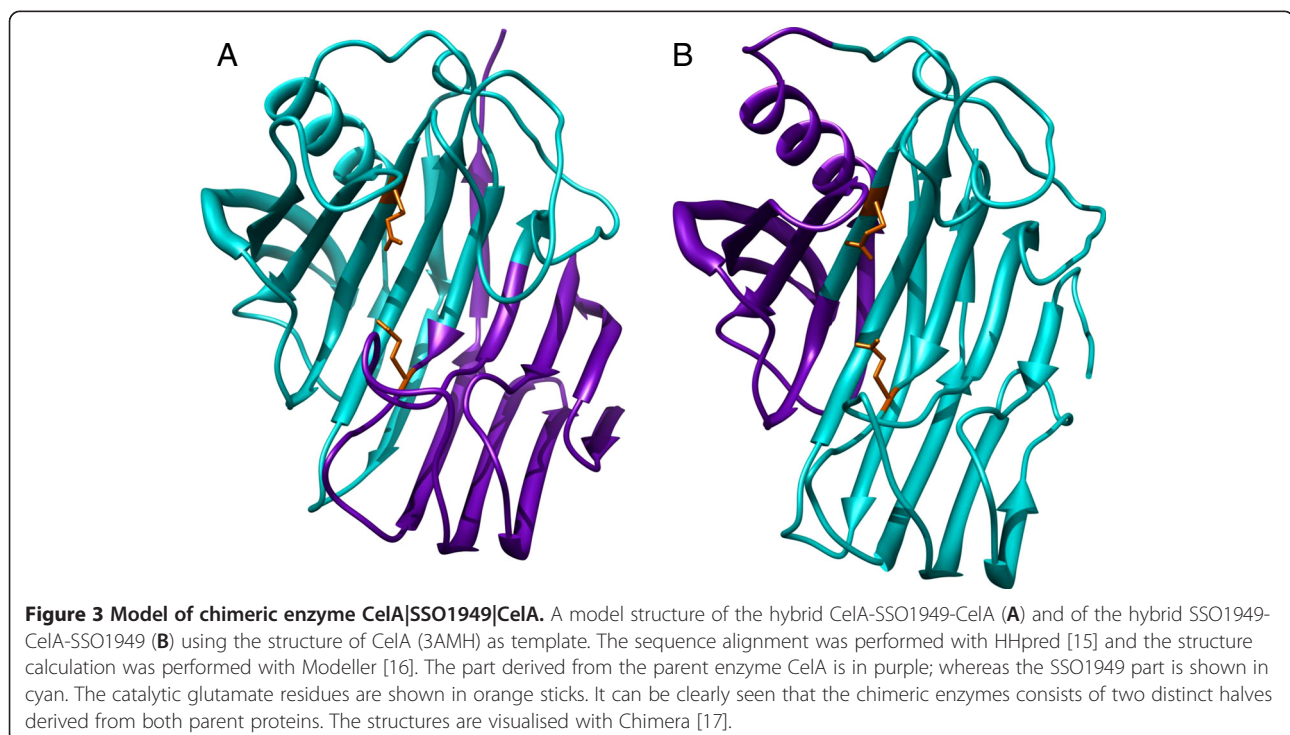 A
B
Figure 3 Model of chimeric enzyme CelA|SSO1949|CelA. A model structure of the hybrid CelA-SSO1949-CelA (A) and of the hybrid SSO1949-
CelA-SSO1949 (B) using the structure of CelA (3AMH) as template. The sequence alignment was performed with HHpred [15] and the structure
calculation was performed with Modeller [16]. The part derived from the parent enzyme CelA is in purple; whereas the SSO1949 part is shown in
cyan. The catalytic glutamate residues are shown in orange sticks. It can be clearly seen that the chimeric enzymes consists of two distinct halves
derived from both parent proteins. The structures are visualised with Chimera [17].